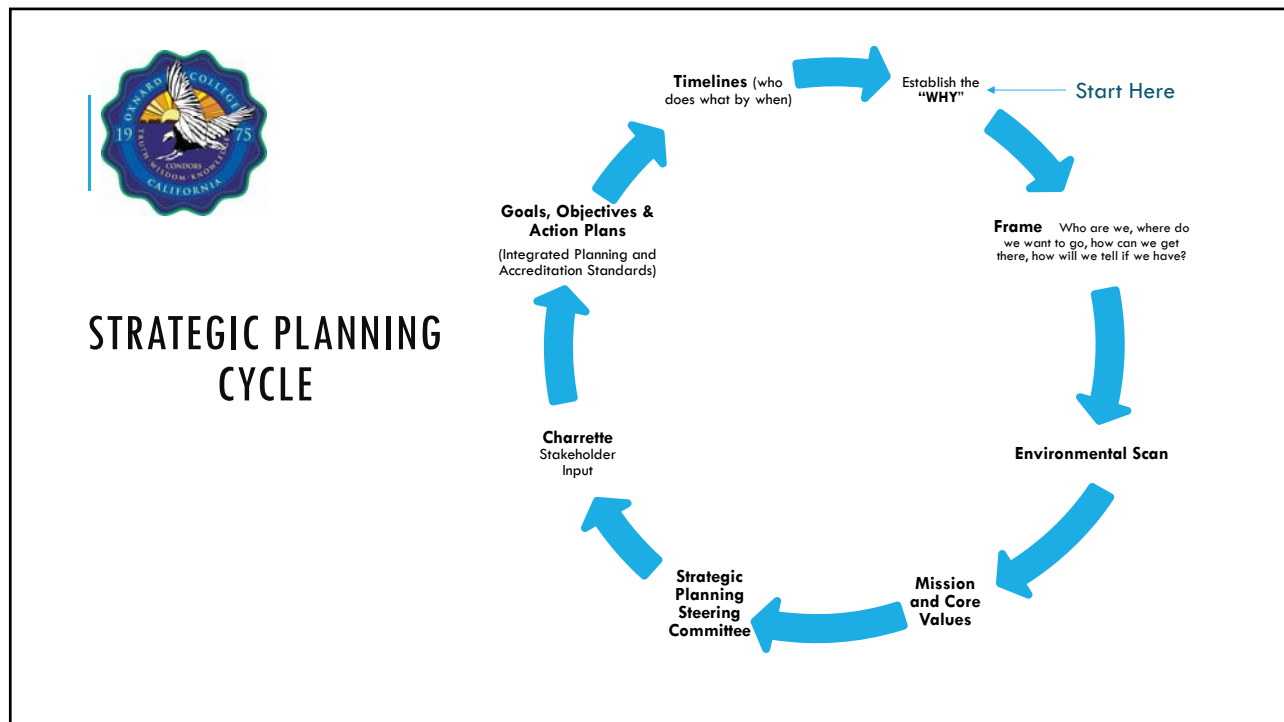 OXNARD COLLEGE
19 75
TRUTH·WISDOM·KNOWLEDGE
CONDORS
CALIFORNIA
STRATEGIC PLANNING
CYCLE
Establish the
“WHY”
Start Here
Frame Who are we, where do
we want to go, how can we get
there, how will we tell if we have?
Environmental Scan
Mission
and Core
Values
Strategic
Planning
Steering
Committee
Charrette
Stakeholder
Input
Goals, Objectives &
Action Plans
(Integrated Planning and
Accreditation Standards)
Timelines (who
does what by when)